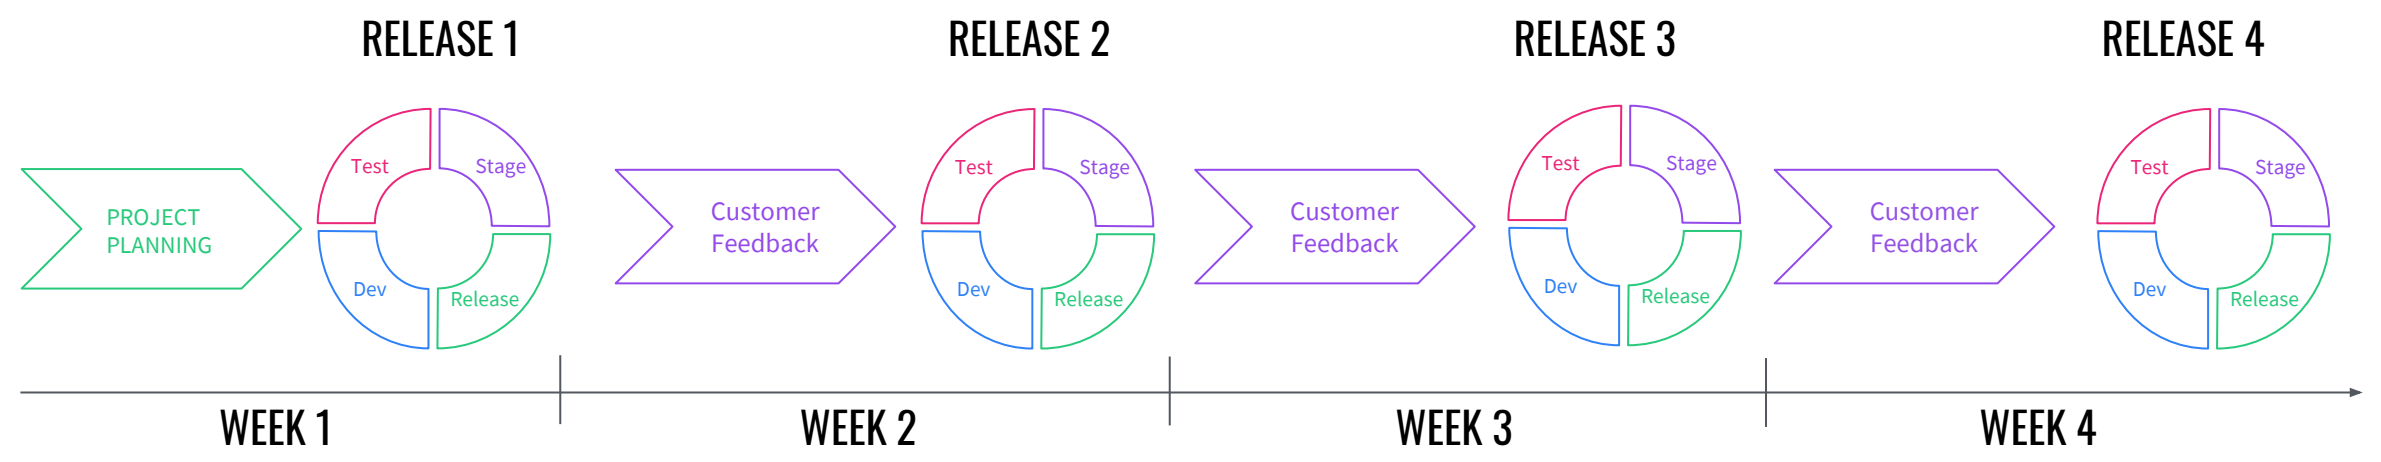 RELEASE 1
RELEASE 2
RELEASE 3
RELEASE 4
PROJECT
PLANNING
Test
Stage
Dev
Release
Customer
Feedback
Test
Stage
Dev
Release
Customer
Feedback
Test
Stage
Dev
Release
Customer
Feedback
Test
Stage
Dev
Release
WEEK 1
WEEK 2
WEEK 3
WEEK 4